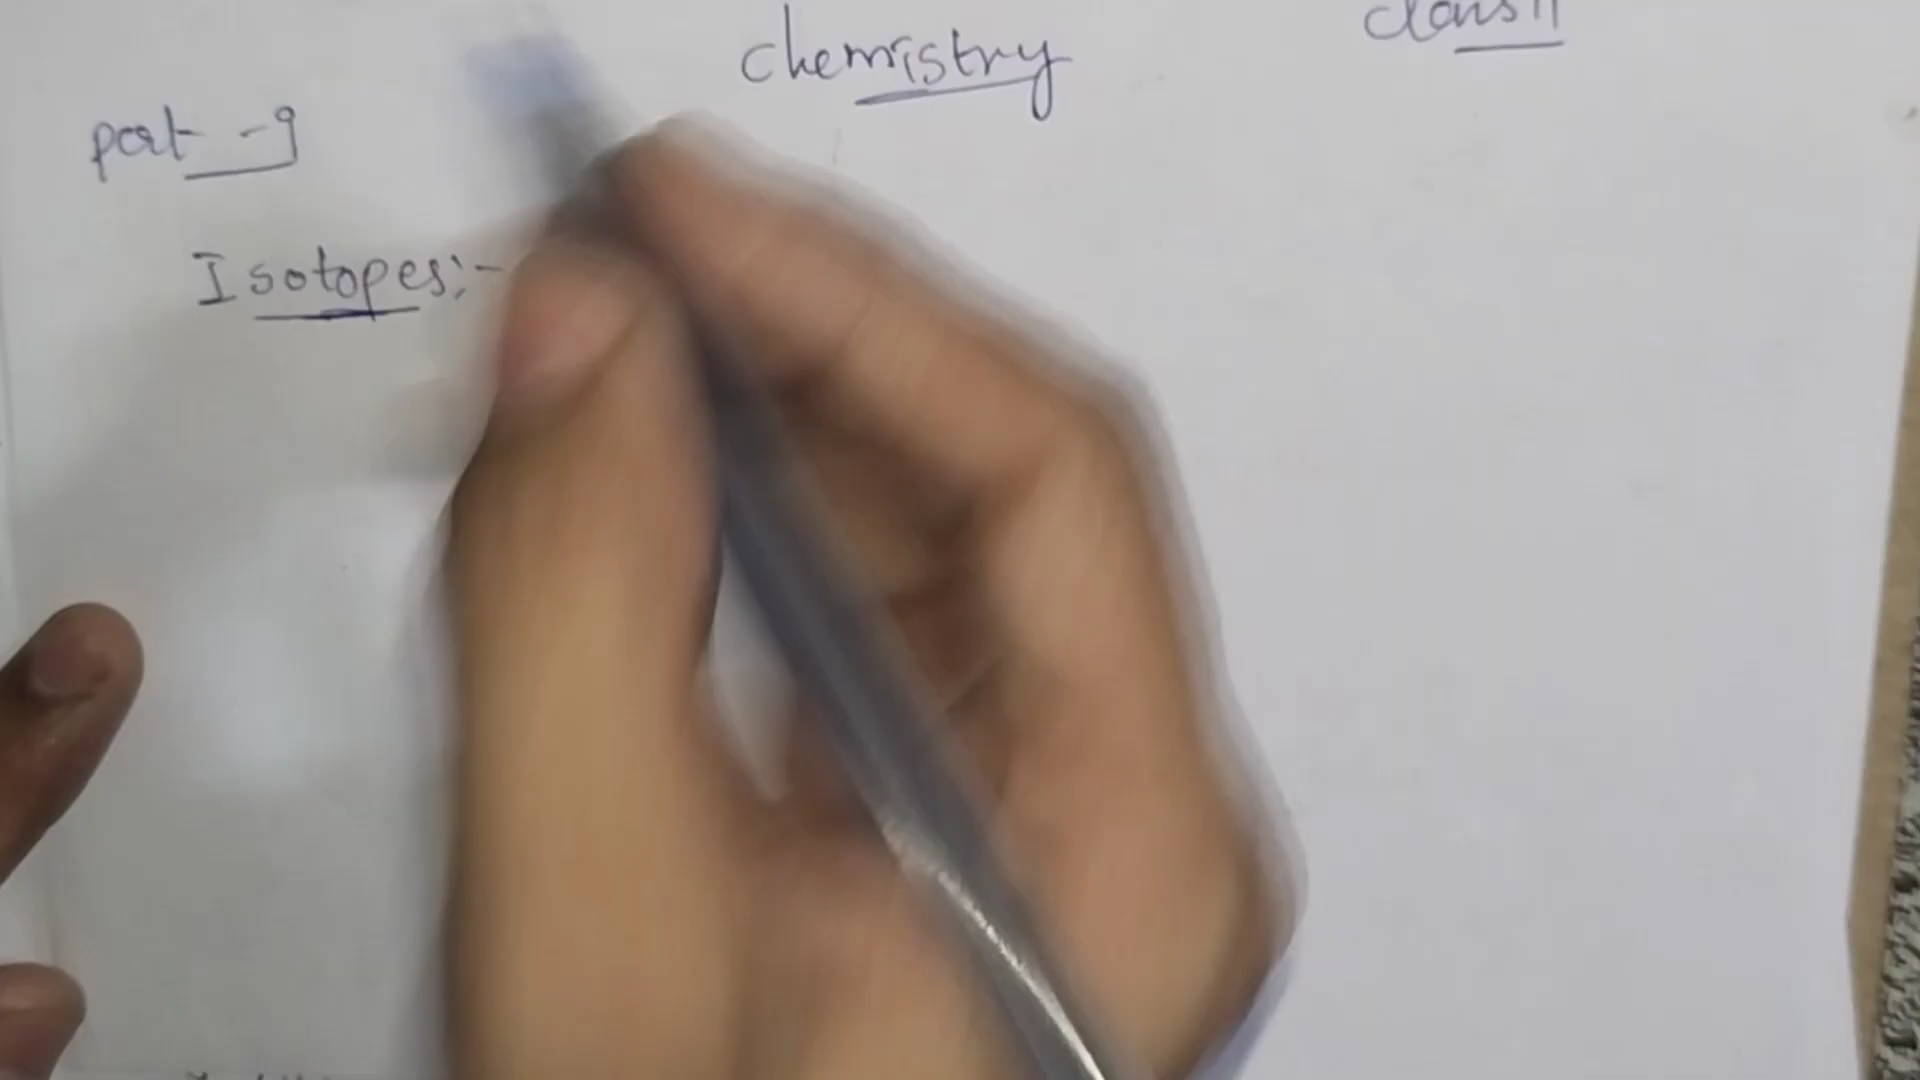 chemistry
class 11
part - 9
Isotopes:-